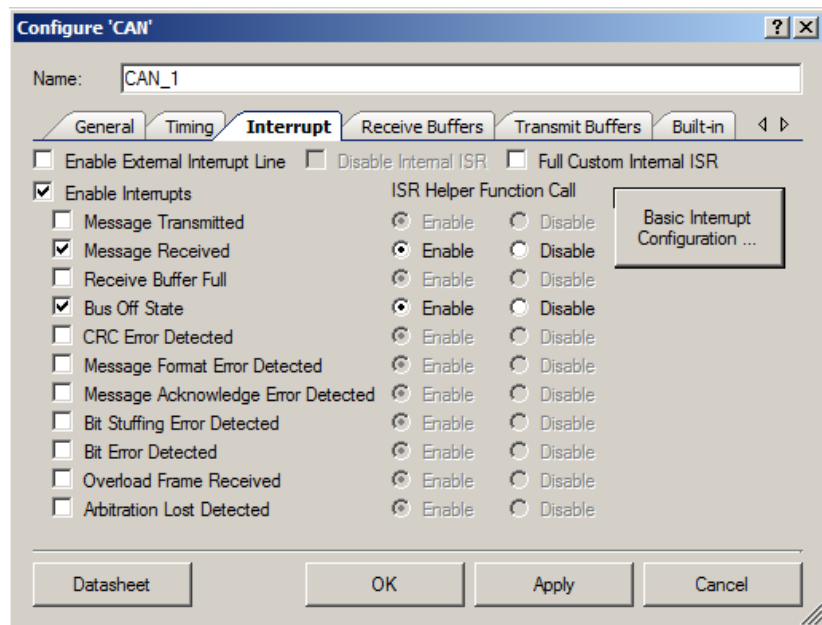 Configure 'CAN'
Name: CAN_1
General Timing Interrupt Receive Buffers Transmit Buffers Built-in
Enable External Interrupt Line Disable Internal ISR Full Custom Internal ISR
Enable Interrupts ISR Helper Function Call
Basic Interrupt
Configuration ...
Message Transmitted Enable Disable
Message Received Enable Disable
Receive Buffer Full Enable Disable
Bus Off State Enable Disable
CRC Error Detected Enable Disable
Message Format Error Detected Enable Disable
Message Acknowledge Error Detected Enable Disable
Bit Stuffing Error Detected Enable Disable
Bit Error Detected Enable Disable
Overload Frame Received Enable Disable
Arbitration Lost Detected Enable Disable
Datasheet OK Apply Cancel